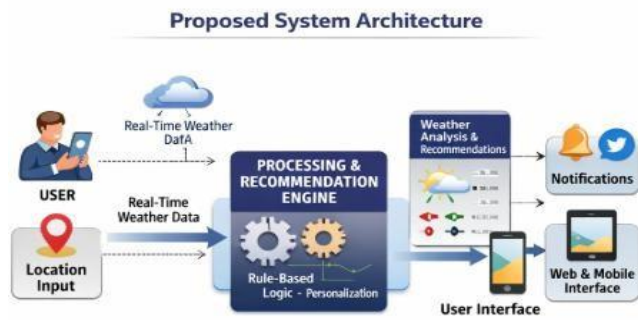 Proposed System Architecture
Real-Time Weather
DafA
USER
Real-Time
Weather Data
Location
Input
PROCESSING &
RECOMMENDATION
ENGINE
Rule-Based
Logic - Personalization
Weather
Analysis &
Recommendations
Notifications
User Interface
Web & Mobile
Interface